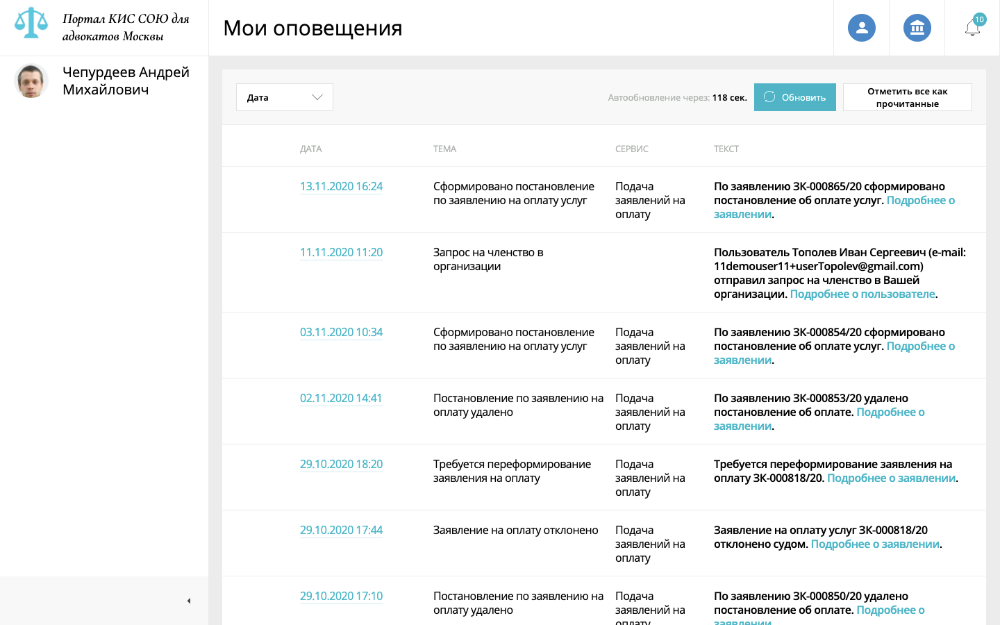 Портал КИС СОЮ для
адвокатов Москвы
Мои оповещения
10
Чепурдеев Андрей
Михайлович
Дата
Автообновление через: 118 сек.
Обновить
Отметить все как
прочитанные
ДАТА
ТЕМА
СЕРВИС
ТЕКСТ
13.11.2020 16:24
Сформировано постановление
по заявлению на оплату услуг
Подача
заявлений на
оплату
По заявлению ЗК-000865/20 сформировано
постановление об оплате услуг. Подробнее о
заявлении.
11.11.2020 11:20
Запрос на членство в
организации
Пользователь Тополев Иван Сергеевич (e-mail:
11demouser11+userTopolev@gmail.com)
отправил запрос на членство в Вашей
организации. Подробнее о пользователе.
03.11.2020 10:34
Сформировано постановление
по заявлению на оплату услуг
Подача
заявлений на
оплату
По заявлению ЗК-000854/20 сформировано
постановление об оплате услуг. Подробнее о
заявлении.
02.11.2020 14:41
Постановление по заявлению на
оплату удалено
Подача
заявлений на
оплату
По заявлению ЗК-000853/20 удалено
постановление об оплате. Подробнее о
заявлении.
29.10.2020 18:20
Требуется переформирование
заявления на оплату
Подача
заявлений на
оплату
Требуется переформирование заявления на
оплату ЗК-000818/20. Подробнее о заявлении.
29.10.2020 17:44
Заявление на оплату отклонено
Подача
заявлений на
оплату
Заявление на оплату услуг ЗК-000818/20
отклонено судом. Подробнее о заявлении.
29.10.2020 17:10
Постановление по заявлению на
оплату удалено
Подача
заявлений на
оплату
По заявлению ЗК-000850/20 удалено
постановление об оплате. Подробнее о
заявлении